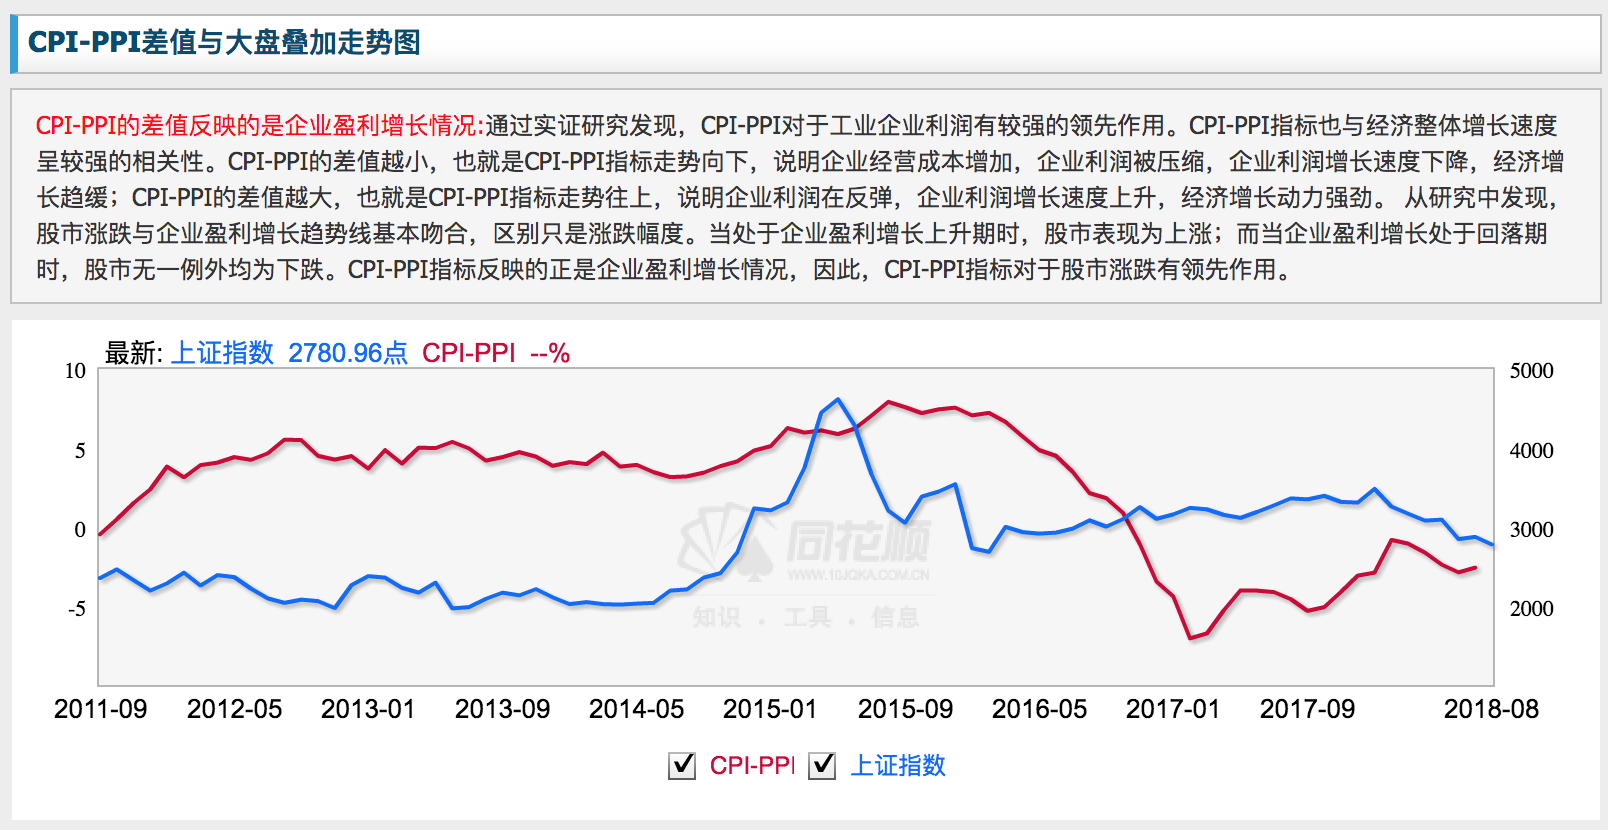 CPI-PPI差值与大盘叠加走势图
CPI-PPI的差值反映的是企业盈利增长情况:通过实证研究发现，CPI-PPI对于工业企业利润有较强的领先作用。CPI-PPI指标也与经济整体增长速度
呈较强的相关性。CPI-PPI的差值越小，也就是CPI-PPI指标走势向下，说明企业经营成本增加，企业利润被压缩，企业利润增长速度下降，经济增
长趋缓；CPI-PPI的差值越大，也就是CPI-PPI指标走势往上，说明企业利润在反弹，企业利润增长速度上升，经济增长动力强劲。 从研究中发现，
股市涨跌与企业盈利增长趋势线基本吻合，区别只是涨跌幅度。当处于企业盈利增长上升期时，股市表现为上涨；而当企业盈利增长处于回落期
时，股市无一例外均为下跌。CPI-PPI指标反映的正是企业盈利增长情况，因此，CPI-PPI指标对于股市涨跌有领先作用。
最新: 上证指数 2780.96点 CPI-PPI --%
10 5000
5 4000
0 3000
-5 2000
同花顺
WWW.10JQKA.COM.CN
知识 . 工具 . 信息
2011-09 2012-05 2013-01 2013-09 2014-05 2015-01 2015-09 2016-05 2017-01 2017-09 2018-08
CPI-PPI 上证指数